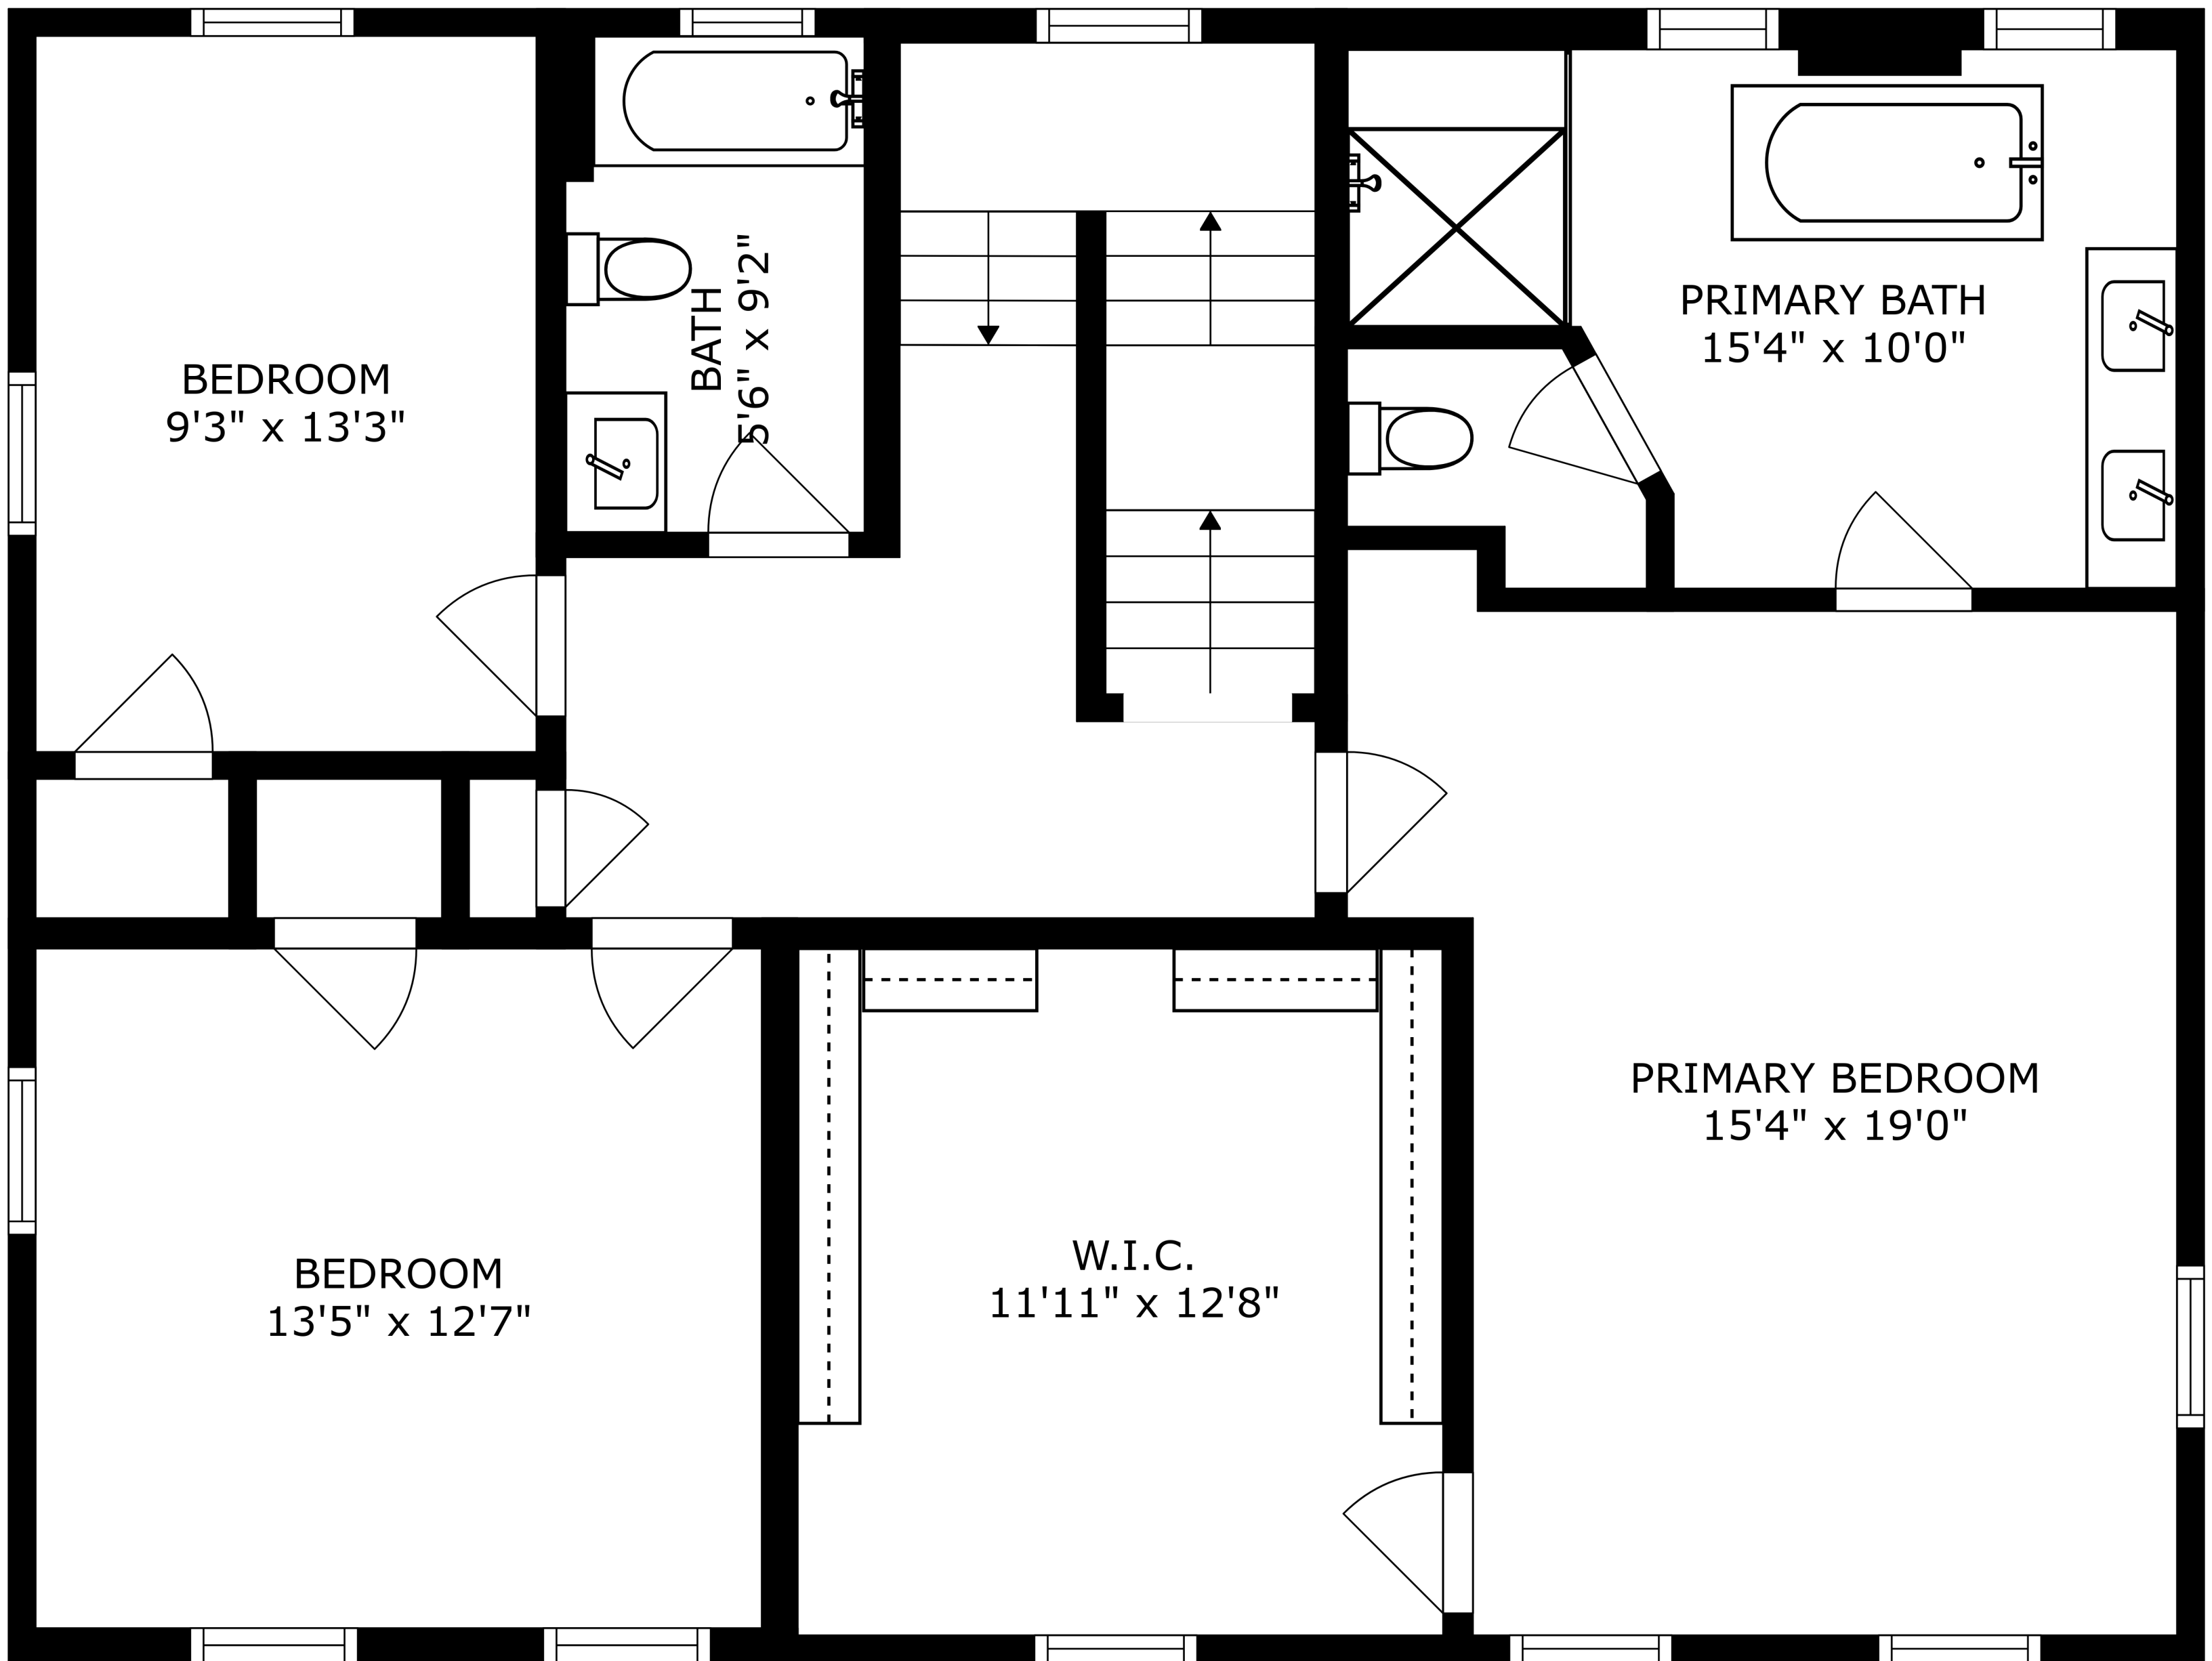 BEDROOM
9'3" x 13'3"
BATH
5'6" x 9'2"
PRIMARY BATH
15'4" x 10'0"
BEDROOM
13'5" x 12'7"
W.I.C.
11'11" x 12'8"
PRIMARY BEDROOM
15'4" x 19'0"